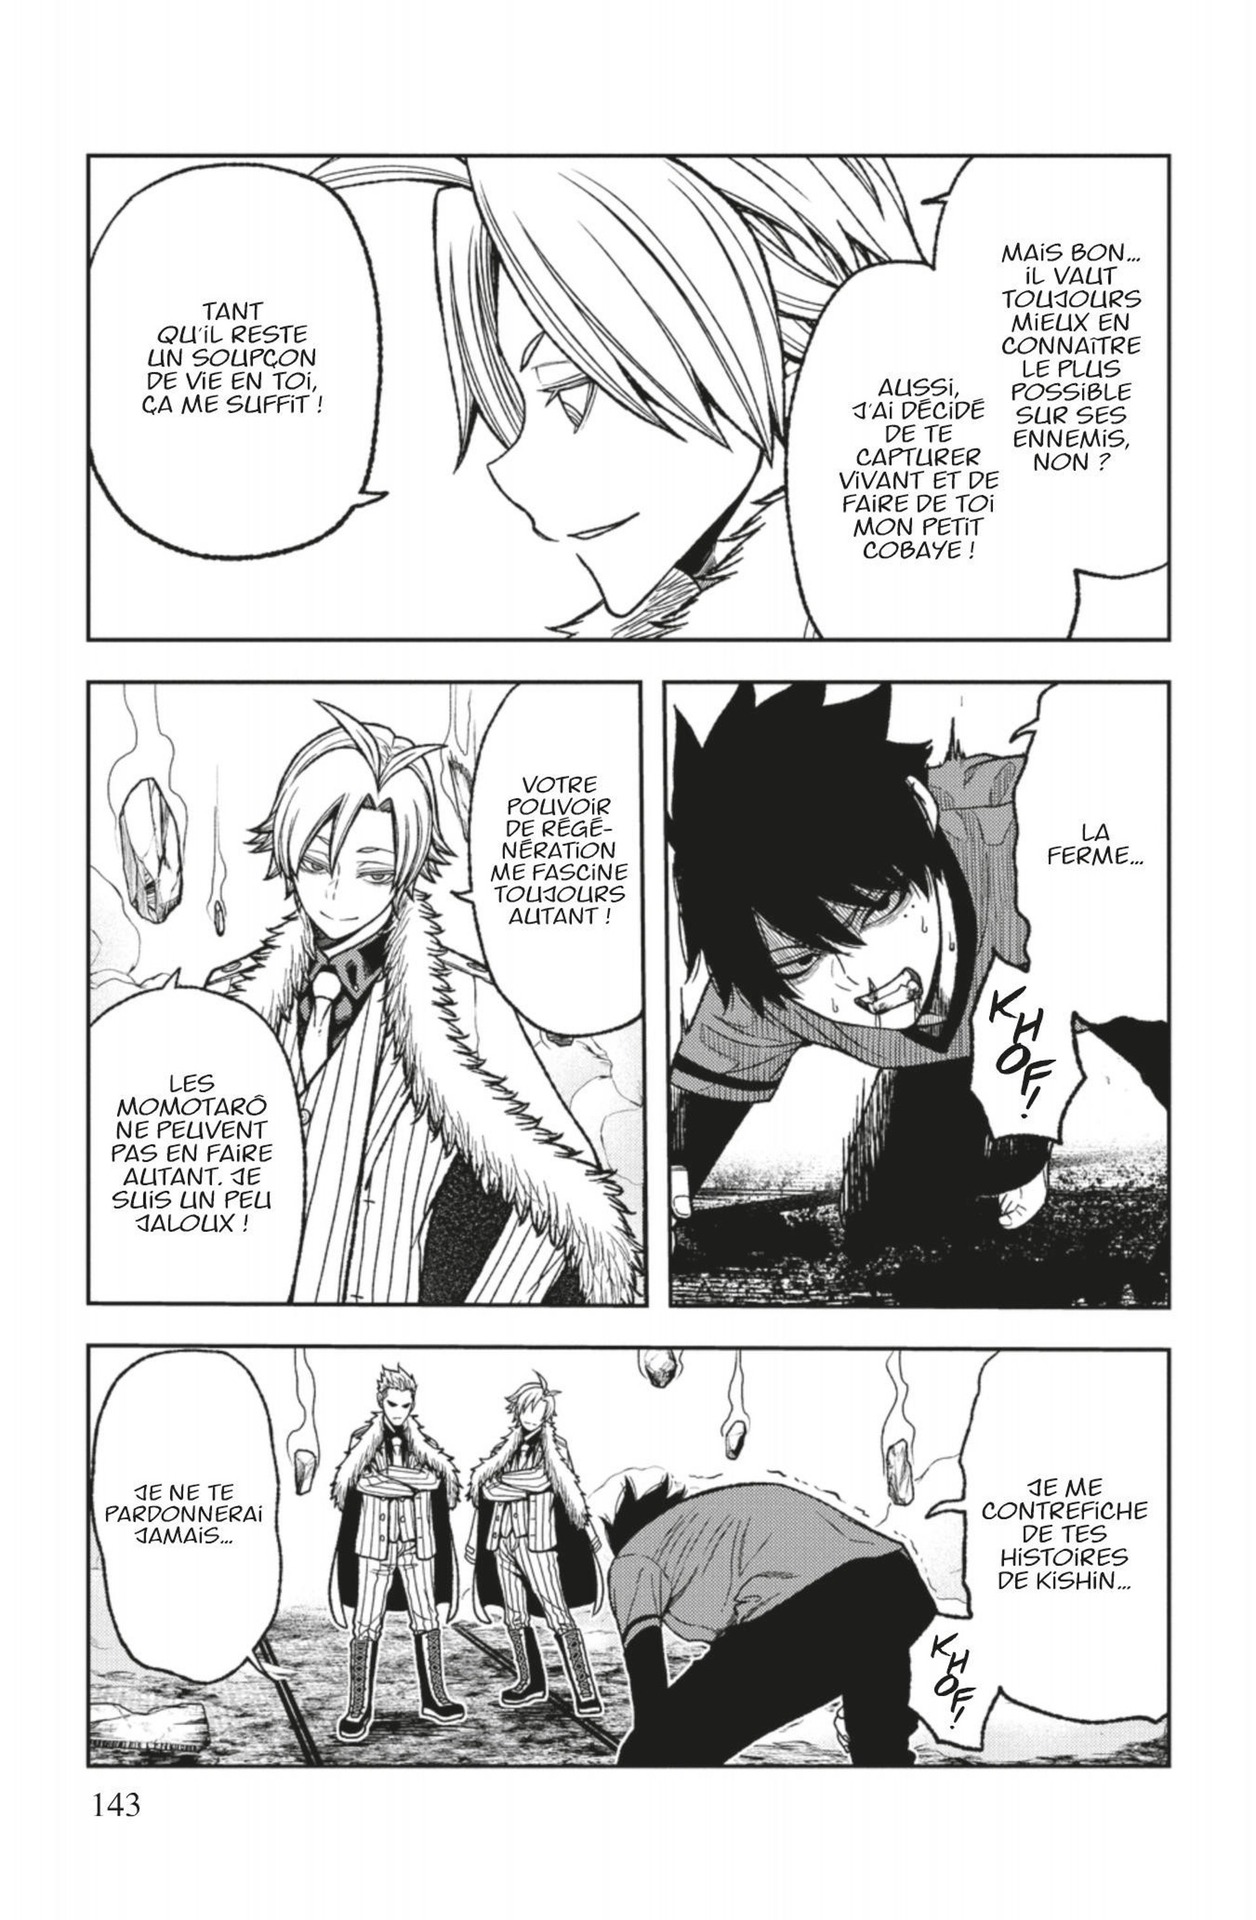 MAIS BON...
IL VAUT
TOUJOURS
MIEUX EN
CONNAÎTRE
LE PLUS
POSSIBLE
SUR SES
ENNEMIS,
NON ?
AUSSI,
J'AI DÉCIDÉ
DE TE
CAPTURER
VIVANT ET DE
FAIRE DE TOI
MON PETIT
COBAYE !
TANT
QU'IL RESTE
UN SOUPÇON
DE VIE EN TOI,
ÇA ME SUFFIT !
LA
FERME...
KHOF!
VOTRE
POUVOIR
DE RÉGÉ-
NÉRATION
ME FASCINE
TOUJOURS
AUTANT !
LES
MOMOTARÔ
NE PEUVENT
PAS EN FAIRE
AUTANT. JE
SUIS UN PEU
JALOUX !
JE ME
CONTREFICHE
DE TES
HISTOIRES
DE KISHIN...
KHOF!
JE NE TE
PARDONNERAI
JAMAIS...
143